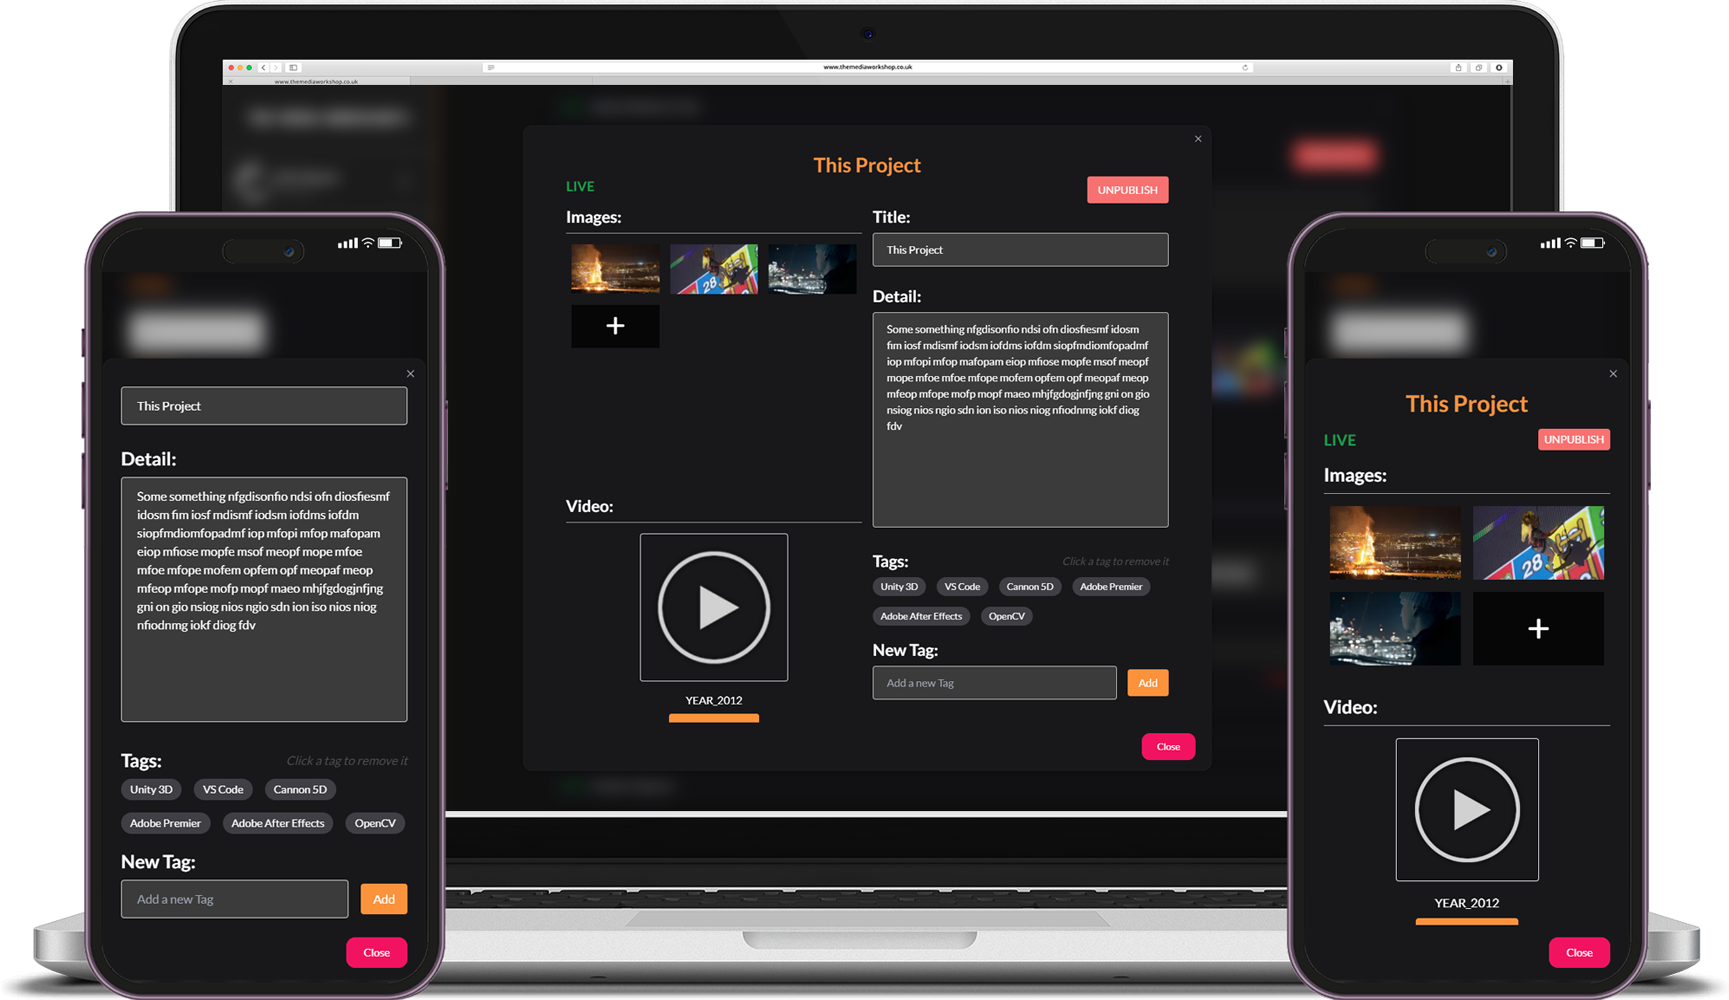 www.themediaworkshop.co.uk
www.themediaworkshop.co.uk
This Project
LIVE
UNPUBLISH
Images:
28
Title:
This Project
Detail:
Some something nfgdisonfio ndsi ofn diosfiesmf idosm
fim iosf mdismf iodsm iofdms iofdm siopfmdiomfopadmf
iop mfopi mfop mafopam eiop mfiose mopfe msof meopf
mope mfoe mfoe mfope mofem opfem opf meopaf meop
mfeop mfope mofp mopf maeo mhjfgdogjnfjng gni on gio
nsiog nios ngio sdn ion iso nios niog nfiodnmg iokf diog
fdv
Video:
YEAR_2012
Tags:
Click a tag to remove it
Unity 3D
VS Code
Cannon 5D
Adobe Premier
Adobe After Effects
OpenCV
New Tag:
Add a new Tag
Add
Close
This Project
Detail:
Some something nfgdisonfio ndsi ofn diosfiesmf
idosm fim iosf mdismf iodsm iofdms iofdm
siopfmdiomfopadmf iop mfopi mfop mafopam
eiop mfiose mopfe msof meopf mope mfoe
mfoe mfope mofem opfem opf meopaf meop
mfeop mfope mofp mopf maeo mhjfgdogjnfjng
gni on gio nsiog nios ngio sdn ion iso nios niog
nfiodnmg iokf diog fdv
Tags:
Click a tag to remove it
Unity 3D
VS Code
Cannon 5D
Adobe Premier
Adobe After Effects
OpenCV
New Tag:
Add a new Tag
Add
Close
This Project
LIVE
UNPUBLISH
Images:
28
Video:
YEAR_2012
Close